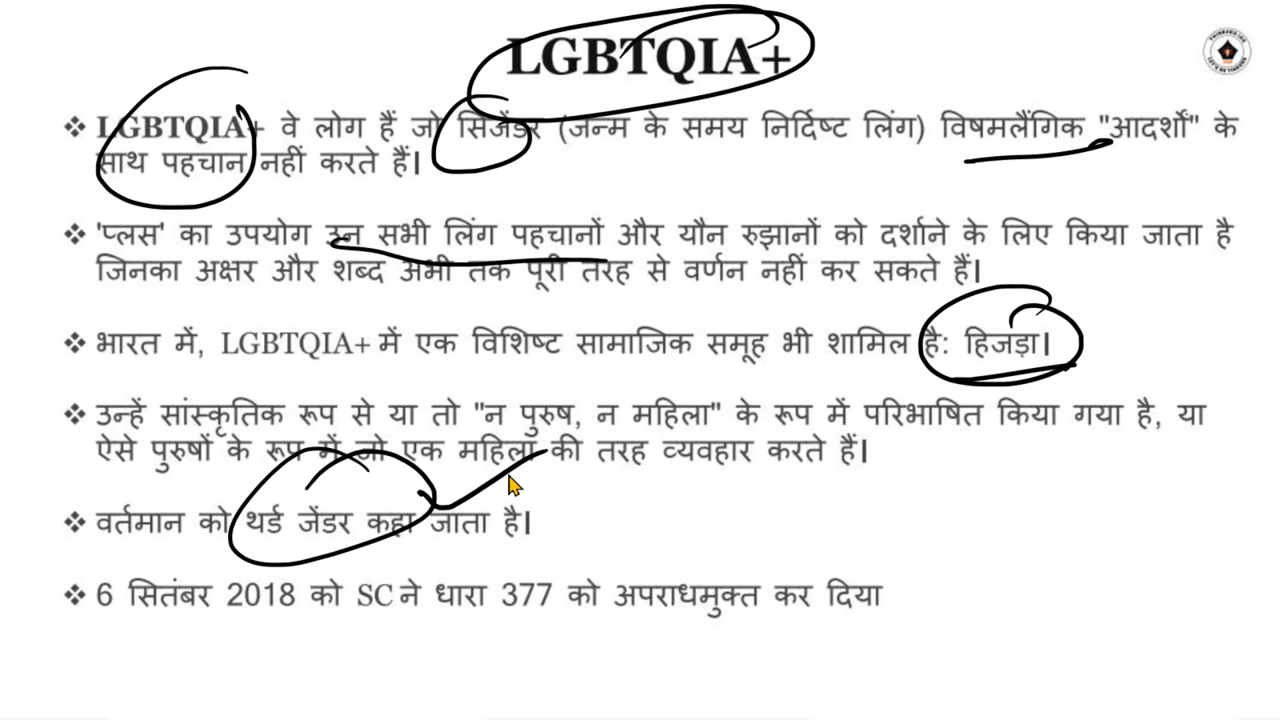 LGBTQIA+
❖ LGBTQIA+ वे लोग हैं जो सिजेंडर (जन्म के समय निर्दिष्ट लिंग) विषमलैंगिक "आदर्शों" के
साथ पहचान नहीं करते हैं।
❖ 'प्लस' का उपयोग उन सभी लिंग पहचानों और यौन रुझानों को दर्शाने के लिए किया जाता है
जिनका अक्षर और शब्द अभी तक पूरी तरह से वर्णन नहीं कर सकते हैं।
❖ भारत में, LGBTQIA+ में एक विशिष्ट सामाजिक समूह भी शामिल है: हिजड़ा।
❖ उन्हें सांस्कृतिक रूप से या तो "न पुरुष, न महिला" के रूप में परिभाषित किया गया है, या
ऐसे पुरुषों के रूप में जो एक महिला की तरह व्यवहार करते हैं।
❖ वर्तमान को थर्ड जेंडर कहा जाता है।
❖ 6 सितंबर 2018 को SC ने धारा 377 को अपराधमुक्त कर दिया